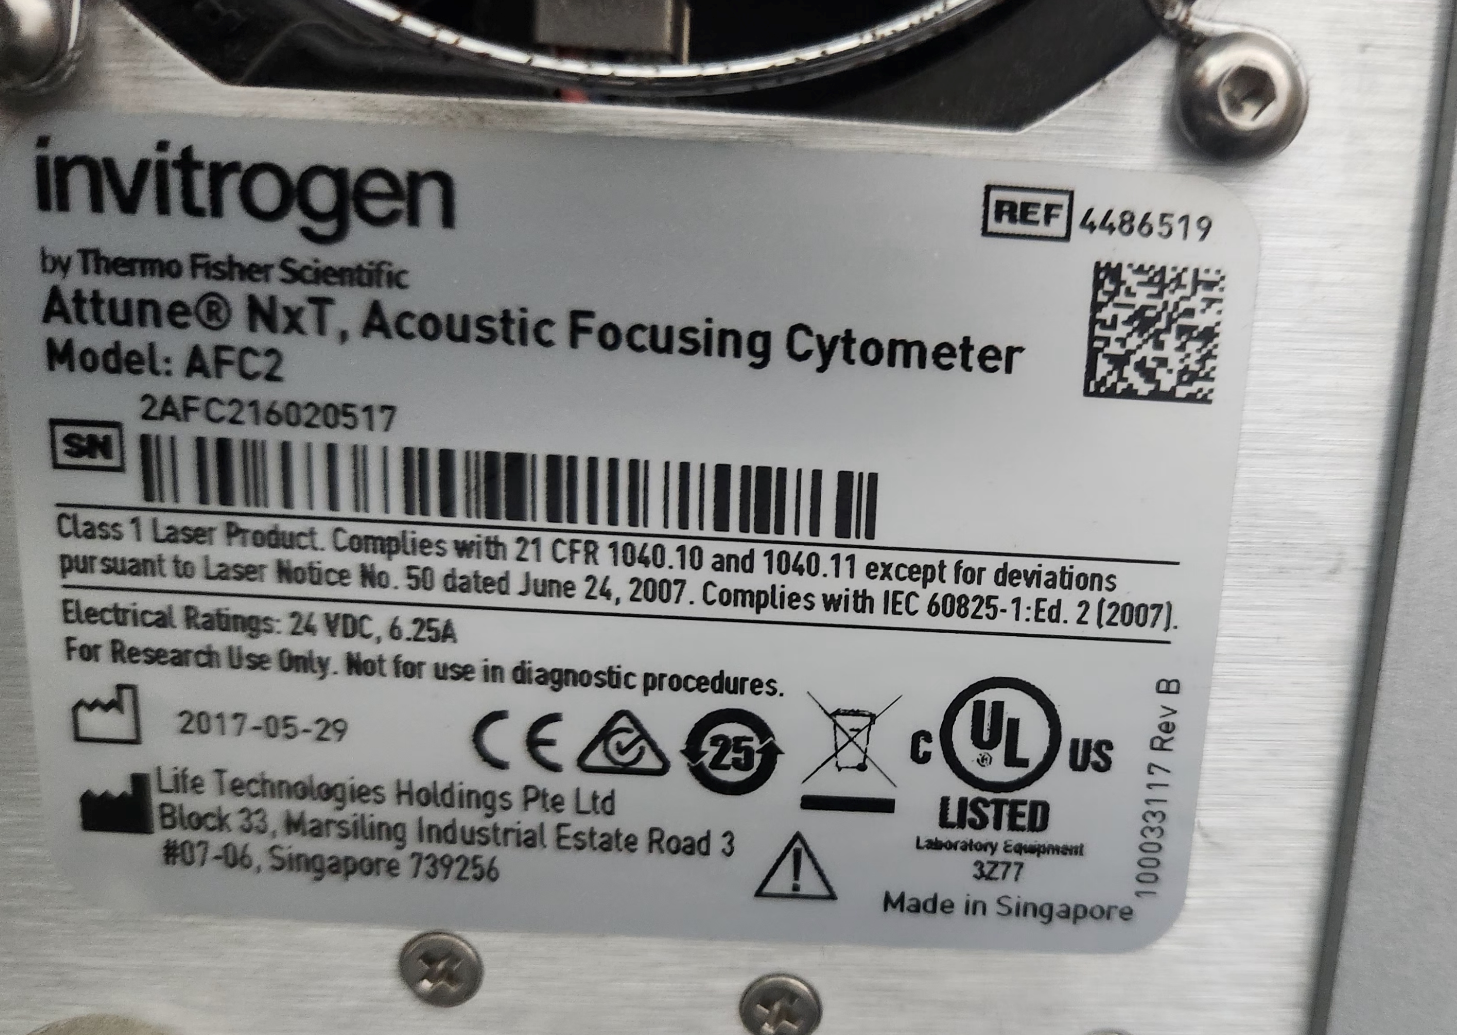 invitrogen
by Thermo Fisher Scientific
Attune® NxT, Acoustic Focusing Cytometer
Model: AFC2
REF 4486519
2AFC216020517
SN
Class 1 Laser Product. Complies with 21 CFR 1040.10 and 1040.11 except for deviations
pursuant to Laser Notice No. 50 dated June 24, 2007. Complies with IEC 60825-1:Ed. 2 (2007).
Electrical Ratings: 24 VDC, 6.25A
For Research Use Only. Not for use in diagnostic procedures.
2017-05-29
CE
25
C UL ® US
LISTED
Laboratory Equipment
3Z77
Life Technologies Holdings Pte Ltd
Block 33, Marsiling Industrial Estate Road 3
#07-06, Singapore 739256
!
Made in Singapore
100033117 Rev B